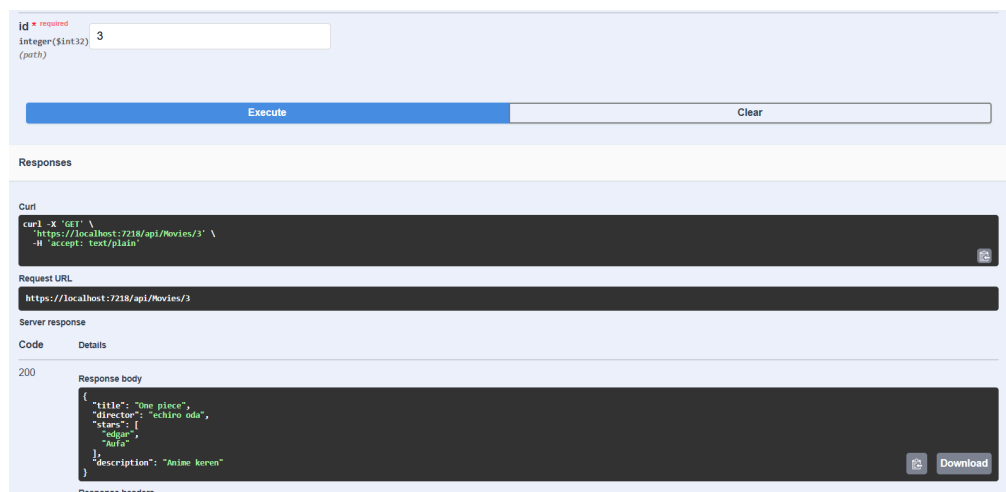 id * required
integer($int32)
3
(path)
Execute
Clear
Responses
Curl
curl -X 'GET' \
'https://localhost:7218/api/Movies/3' \
-H 'accept: text/plain'
Request URL
https://localhost:7218/api/Movies/3
Server response
Code Details
200
Response body
{
"title": "One piece",
"director": "echiro oda",
"stars": [
"edgar",
"Aufa"
],
"description": "Anime keren"
}
Download
Response headers